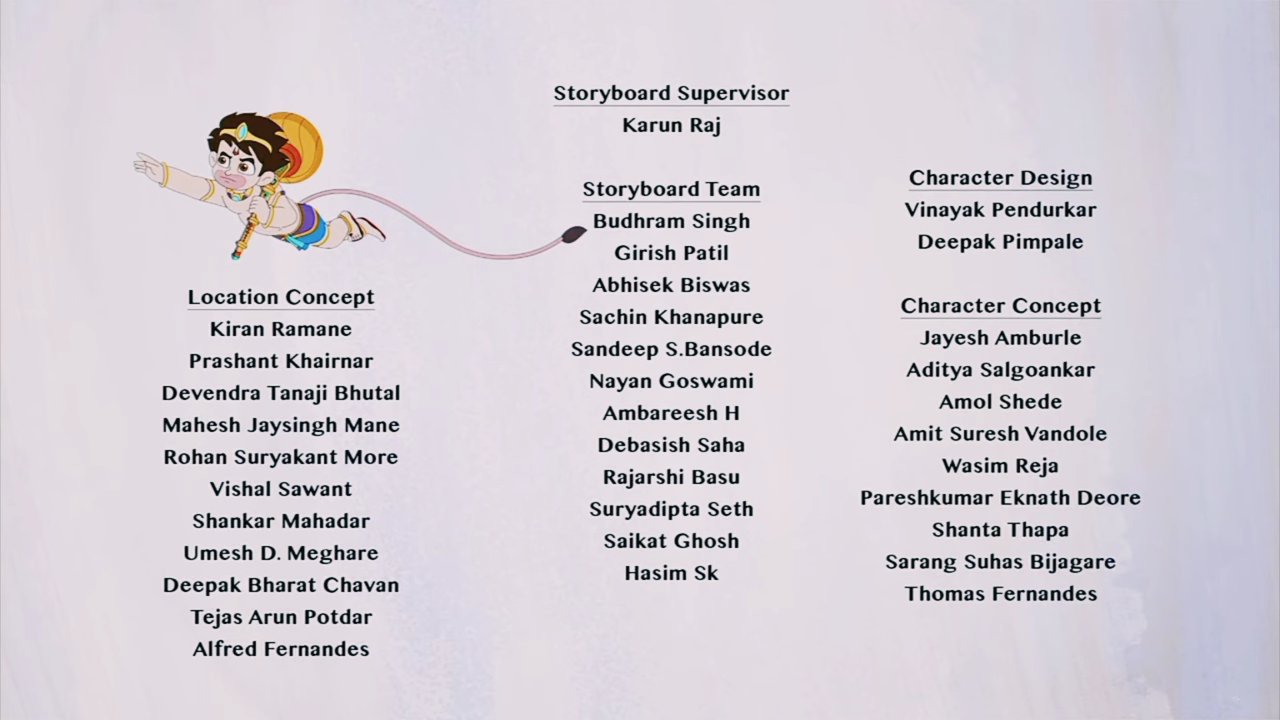 Storyboard Supervisor
Karun Raj
Storyboard Team
Budhram Singh
Girish Patil
Abhisek Biswas
Sachin Khanapure
Sandeep S.Bansode
Nayan Goswami
Ambareesh H
Debasish Saha
Rajarshi Basu
Suryadipta Seth
Saikat Ghosh
Hasim Sk
Location Concept
Kiran Ramane
Prashant Khairnar
Devendra Tanaji Bhutal
Mahesh Jaysingh Mane
Rohan Suryakant More
Vishal Sawant
Shankar Mahadar
Umesh D. Meghare
Deepak Bharat Chavan
Tejas Arun Potdar
Alfred Fernandes
Character Design
Vinayak Pendurkar
Deepak Pimpale
Character Concept
Jayesh Amburle
Aditya Salgoankar
Amol Shede
Amit Suresh Vandole
Wasim Reja
Pareshkumar Eknath Deore
Shanta Thapa
Sarang Suhas Bijagare
Thomas Fernandes